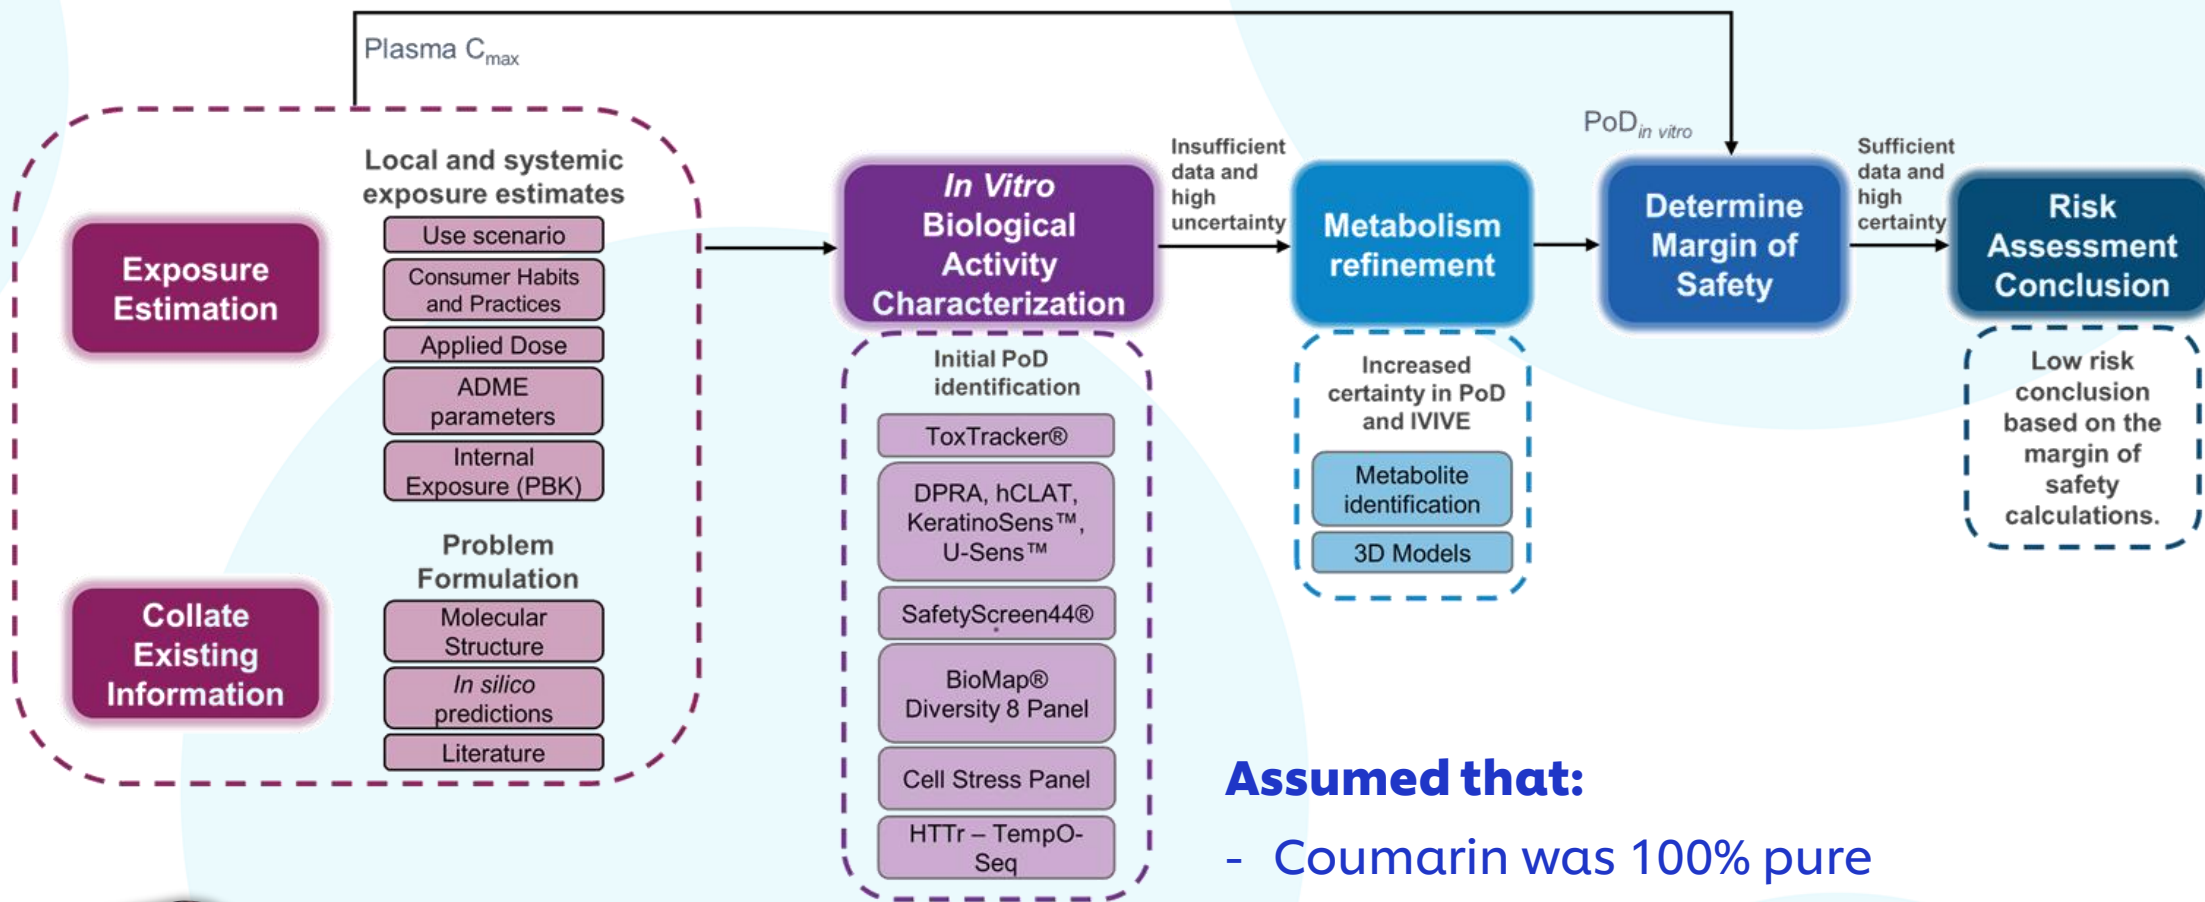 Plasma Cmax
PoDin vitro
Local and systemic
exposure estimates
Exposure
Estimation
Use scenario
Consumer Habits
and Practices
Applied Dose
ADME
parameters
Internal
Exposure (PBK)
Collate
Existing
Information
Problem
Formulation
Molecular
Structure
In silico
predictions
Literature
In Vitro
Biological
Activity
Characterization
Initial PoD
identification
ToxTracker®
DPRA, hCLAT,
KeratinoSens™,
U-Sens™
SafetyScreen44®
BioMap®
Diversity 8 Panel
Cell Stress Panel
HTTr – TempO-
Seq
Insufficient
data and
high
uncertainty
Metabolism
refinement
Increased
certainty in PoD
and IVIVE
Metabolite
identification
3D Models
Determine
Margin of
Safety
Sufficient
data and
high
certainty
Risk
Assessment
Conclusion
Low risk
conclusion
based on the
margin of
safety
calculations.
Assumed that:
- Coumarin was 100% pure